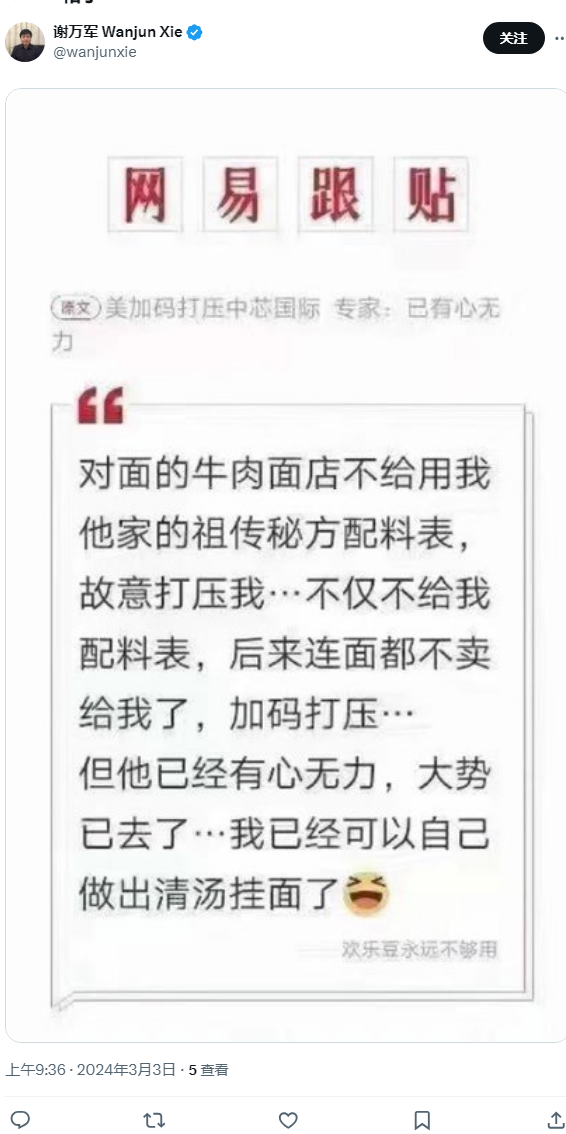 谢万军 Wanjun Xie
@wanjunxie
关注
网易跟贴
原文 美加码打压中芯国际 专家：已有心无
力
对面的牛肉面店不给用我
他家的祖传秘方配料表，
故意打压我…不仅不给我
配料表，后来连面都不卖
给我了，加码打压…
但他已经有心无力，大势
已去了…我已经可以自己
做出清汤挂面了😆
——欢乐豆永远不够用
上午9:36 · 2024年3月3日 · 5 查看